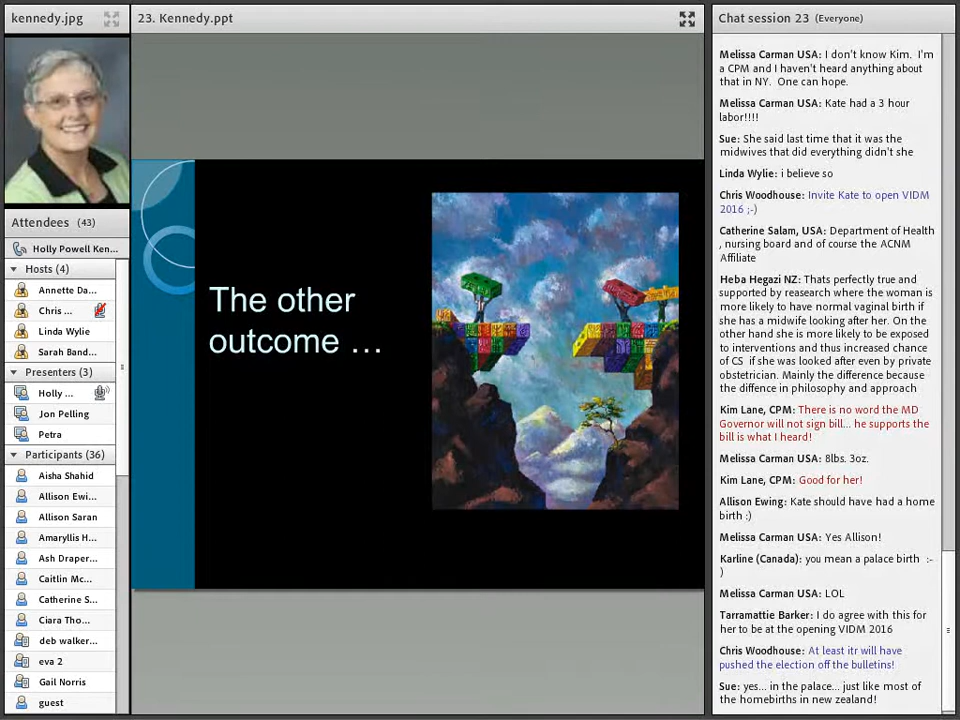 kennedy.jpg
Attendees (43)
Holly Powell Ken...
Hosts (4)
Annette Da...
Chris ...
Linda Wylie
Sarah Band...
Presenters (3)
Holly ...
Jon Pelling
Petra
Participants (36)
Aisha Shahid
Allison Ewi...
Allison Saran
Amaryllis H...
Ash Draper...
Caitlin Mc...
Catherine S...
Ciara Tho...
deb walker...
eva 2
Gail Norris
guest
23. Kennedy.ppt
The other
outcome ...
Chat session 23 (Everyone)
Melissa Carman USA: I don't know Kim. I'm
a CPM and I haven't heard anything about
that in NY. One can hope.
Melissa Carman USA: Kate had a 3 hour
labor!!!!
Sue: She said last time that it was the
midwives that did everything didn't she
Linda Wylie: i believe so
Chris Woodhouse: Invite Kate to open VIDM
2016 ;-)
Catherine Salam, USA: Department of Health
, nursing board and of course the ACNM
Affiliate
Heba Hegazi NZ: Thats perfectly true and
supported by reasearch where the woman is
more likely to have normal vaginal birth if
she has a midwife looking after her. On the
other hand she is more likely to be exposed
to interventions and thus increased chance
of CS if she was looked after even by private
obstetrician. Mainly the difference because
the diffence in philosophy and approach
Kim Lane, CPM: There is no word the MD
Governor will not sign bill... he supports the
bill is what I heard!
Melissa Carman USA: 8lbs. 3oz.
Kim Lane, CPM: Good for her!
Allison Ewing: Kate should have had a home
birth :)
Melissa Carman USA: Yes Allison!
Karline (Canada): you mean a palace birth :-
)
Melissa Carman USA: LOL
Tarramattie Barker: I do agree with this for
her to be at the opening VIDM 2016
Chris Woodhouse: At least itr will have
pushed the election off the bulletins!
Sue: yes... in the palace... just like most of
the homebirths in new zealand!